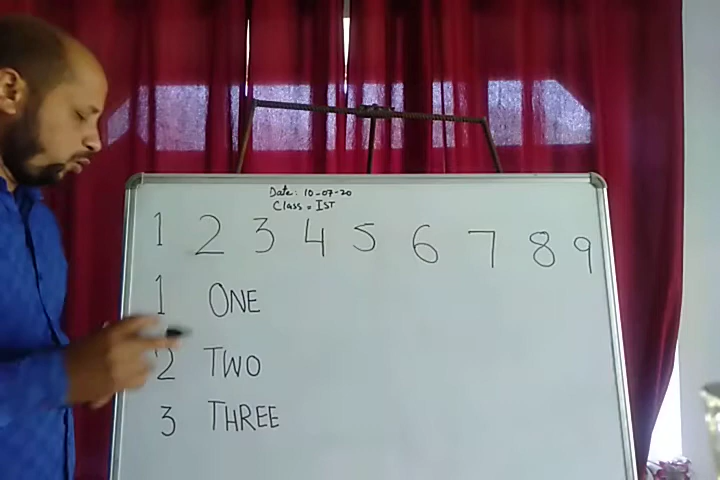 Date: 10-07-20
Class = IST
1 2 3 4 5 6 7 8 9
1 ONE
2 TWO
3 THREE